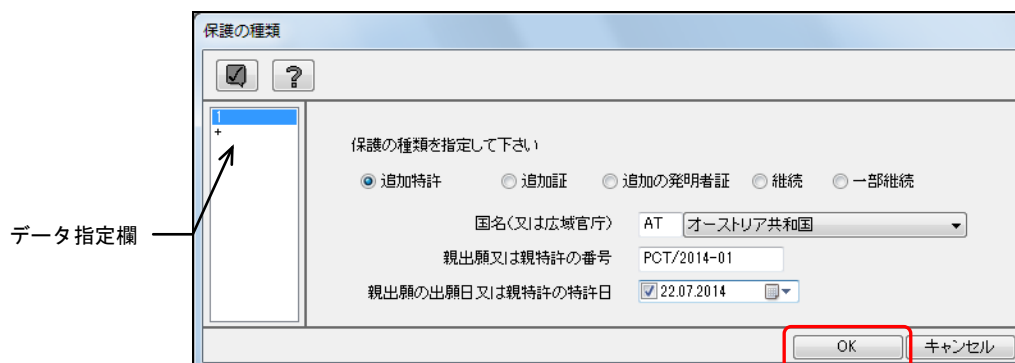 保護の種類
1
+
保護の種類を指定して下さい
追加特許 追加証 追加の発明者証 継続 一部継続
データ指定欄
国名(又は広域官庁) AT オーストリア共和国
親出願又は親特許の番号 PCT/2014-01
親出願の出願日又は親特許の特許日 22.07.2014
OK キャンセル